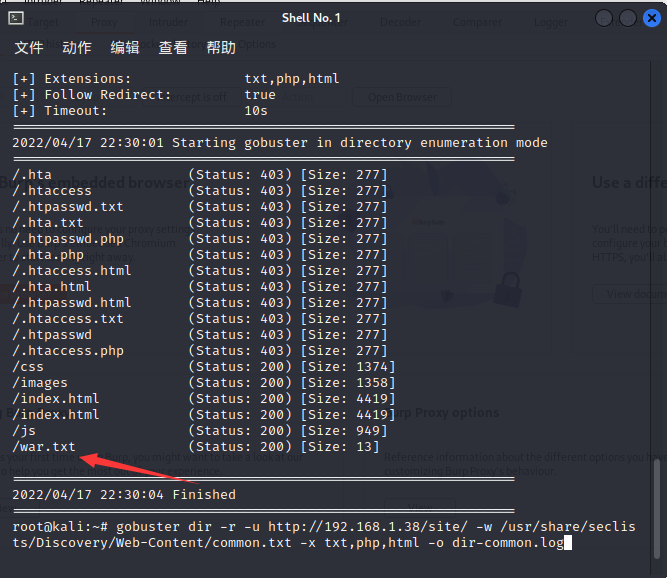 Shell No. 1
文件 动作 编辑 查看 帮助
[+] Extensions: txt,php,html
[+] Follow Redirect: true
[+] Timeout: 10s
===============================================================
2022/04/17 22:30:01 Starting gobuster in directory enumeration mode
===============================================================
/.hta (Status: 403) [Size: 277]
/.htaccess (Status: 403) [Size: 277]
/.htpasswd.txt (Status: 403) [Size: 277]
/.hta.txt (Status: 403) [Size: 277]
/.htpasswd.php (Status: 403) [Size: 277]
/.hta.php (Status: 403) [Size: 277]
/.htaccess.html (Status: 403) [Size: 277]
/.hta.html (Status: 403) [Size: 277]
/.htpasswd.html (Status: 403) [Size: 277]
/.htaccess.txt (Status: 403) [Size: 277]
/.htpasswd (Status: 403) [Size: 277]
/.htaccess.php (Status: 403) [Size: 277]
/css (Status: 200) [Size: 1374]
/images (Status: 200) [Size: 1358]
/index.html (Status: 200) [Size: 4419]
/index.html (Status: 200) [Size: 4419]
/js (Status: 200) [Size: 949]
/war.txt (Status: 200) [Size: 13]
===============================================================
2022/04/17 22:30:04 Finished
===============================================================
root@kali:~# gobuster dir -r -u http://192.168.1.38/site/ -w /usr/share/seclis
ts/Discovery/Web-Content/common.txt -x txt,php,html -o dir-common.log